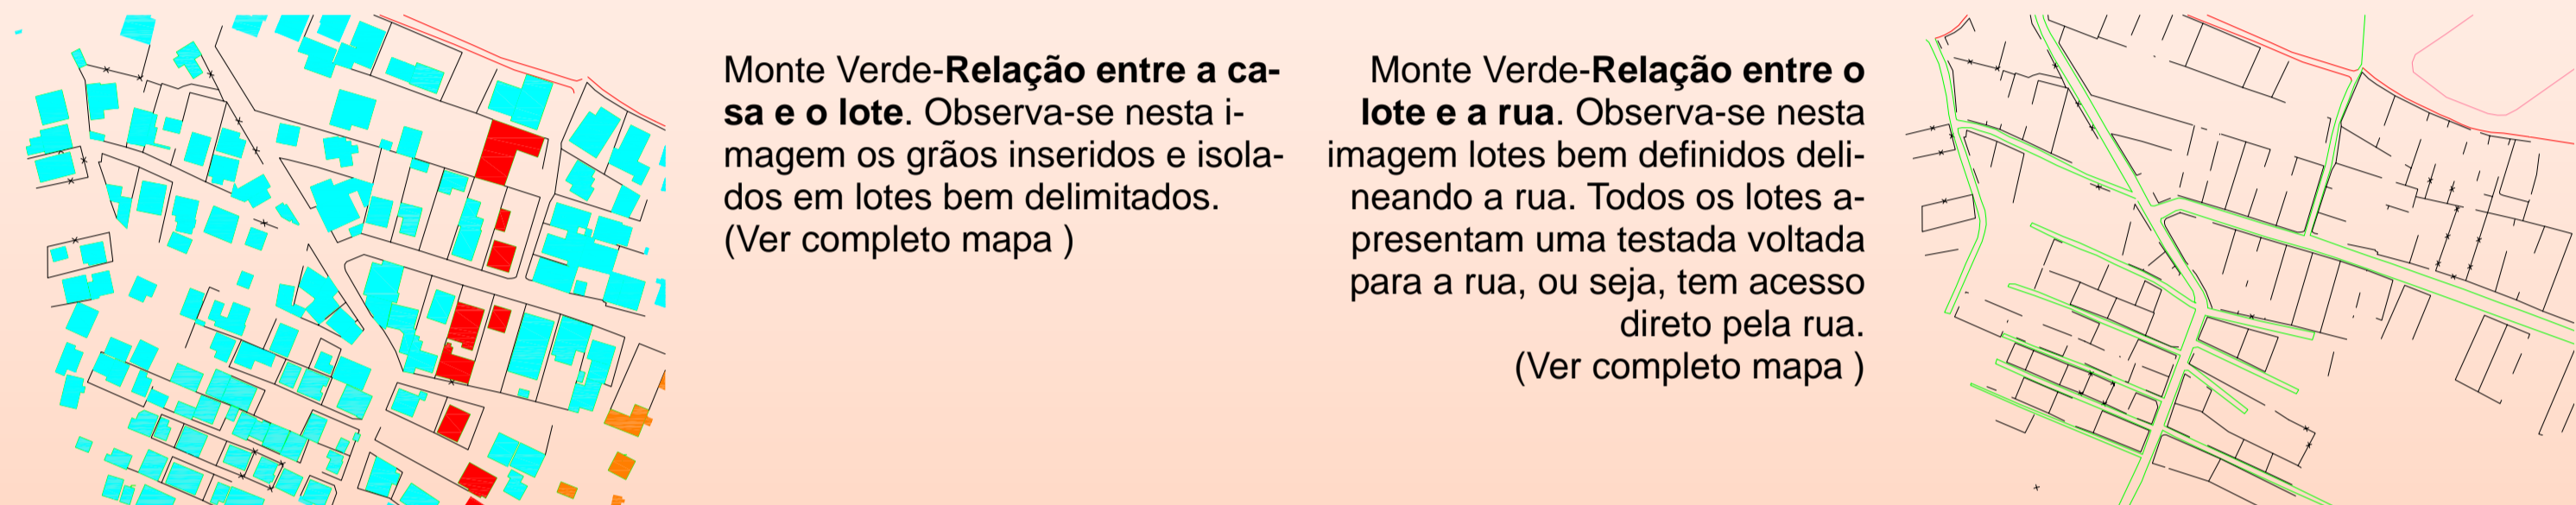 Monte Verde-Relação entre a ca-
sa e o lote. Observa-se nesta i-
magem os grãos inseridos e isola-
dos em lotes bem delimitados.
(Ver completo mapa )
Monte Verde-Relação entre o
lote e a rua. Observa-se nesta
imagem lotes bem definidos deli-
neando a rua. Todos os lotes a-
presentam uma testada voltada
para a rua, ou seja, tem acesso
direto pela rua.
(Ver completo mapa )